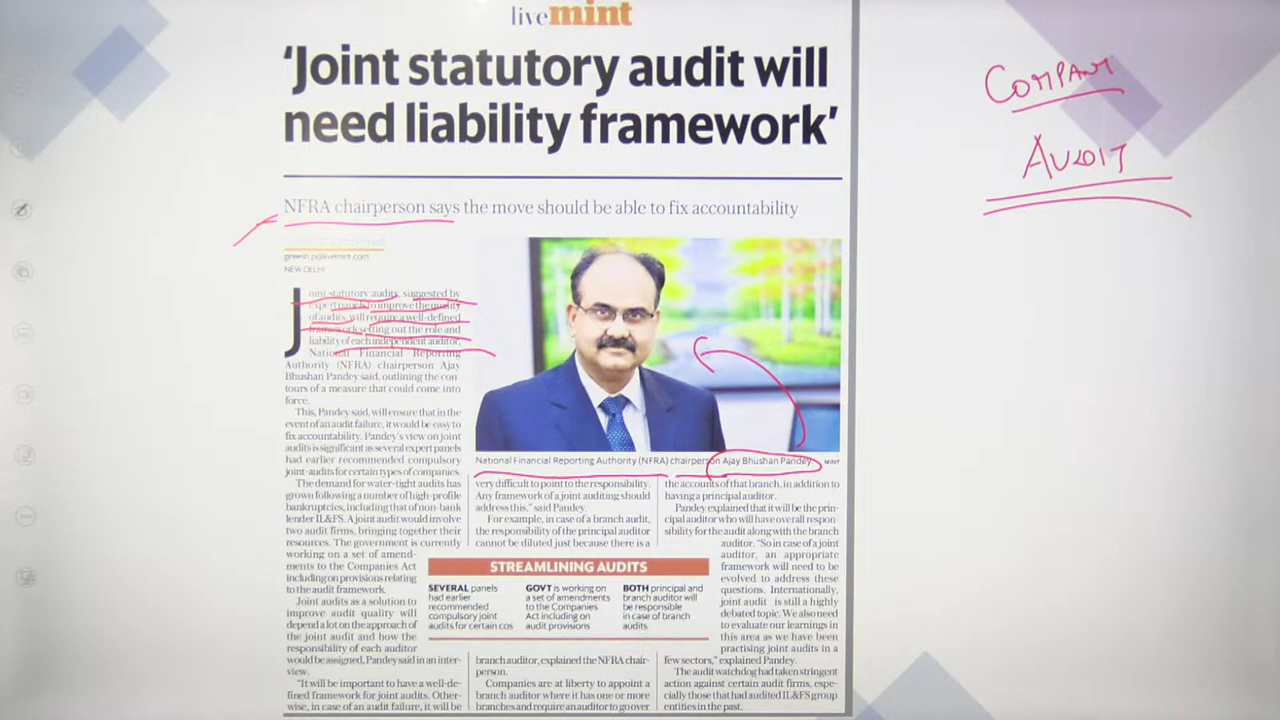 livemint
‘Joint statutory audit will
need liability framework’
NFRA chairperson says the move should be able to fix accountability
gireesh.p@livemint.com
NEW DELHI
Joint statutory audits, suggested by
expert panels to improve the quality
of audits, will require a well-defined
framework setting out the role and
liability of each independent auditor,
National Financial Reporting
Authority (NFRA) chairperson Ajay
Bhushan Pandey said, outlining the con
tours of a measure that could come into
force.
This, Pandey said, will ensure that in the
event of an audit failure, it would be easy to
fix accountability. Pandey’s view on joint
audits is significant as several expert panels
had earlier recommended compulsory
joint-audits for certain types of companies.
The demand for water-tight audits has
grown following a number of high-profile
bankruptcies, including that of non-bank
lender IL&FS. A joint audit would involve
two audit firms, bringing together their
resources. The government is currently
working on a set of amend-
ments to the Companies Act
including on provisions relating
to the audit framework.
Joint audits as a solution to
improve audit quality will
depend a lot on the approach of
the joint audit and how the
responsibility of each auditor
would be assigned, Pandey said in an inter-
view.
“It will be important to have a well-de-
fined framework for joint audits. Other-
wise, in case of an audit failure, it will be
National Financial Reporting Authority (NFRA) chairperson Ajay Bhushan Pandey. MINT
very difficult to point to the responsibility.
Any framework of a joint auditing should
address this,” said Pandey.
For example, in case of a branch audit,
the responsibility of the principal auditor
cannot be diluted just because there is a
STREAMLINING AUDITS
SEVERAL panels
had earlier
recommended
compulsory joint
audits for certain cos
GOVT is working on
a set of amendments
to the Companies
Act including on
audit provisions
BOTH principal and
branch auditor will
be responsible
in case of branch
audits
branch auditor, explained the NFRA chair-
person.
Companies are at liberty to appoint a
branch auditor where it has one or more
branches and require an auditor to go over
the accounts of that branch, in addition to
having a principal auditor.
Pandey explained that it will be the prin-
cipal auditor who will have overall respon-
sibility for the audit along with the branch
auditor. “So in case of a joint
auditor, an appropriate
framework will need to be
evolved to address these
questions. Internationally,
joint audit is still a highly
debated topic. We also need
to evaluate our learnings in
this area as we have been
practising joint audits in a
few sectors,” explained Pandey.
The audit watchdog had taken stringent
action against certain audit firms, espe-
cially those that had audited IL&FS group
entities in the past.
COMPANY
AUDIT